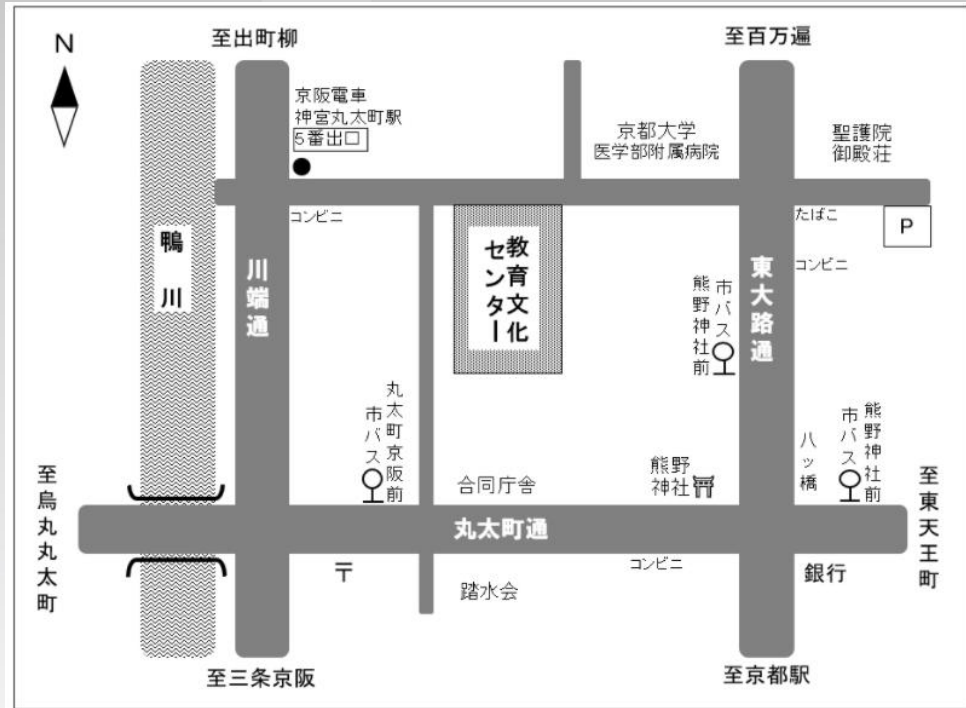 N
至出町柳
至百万遍
京阪電車
神宮丸太町駅
5番出口
京都大学
医学部附属病院
聖護院
御殿荘
コンビニ
たばこ
P
鴨川
川端通
教育文化
センター
東大路通
コンビニ
市バス
熊野神社前
丸太町京阪前
市バス
合同庁舎
熊野
神社
八ッ橋
熊野神社前
市バス
至烏丸丸太町
至東天王町
丸太町通
〒
コンビニ
銀行
踏水会
至三条京阪
至京都駅